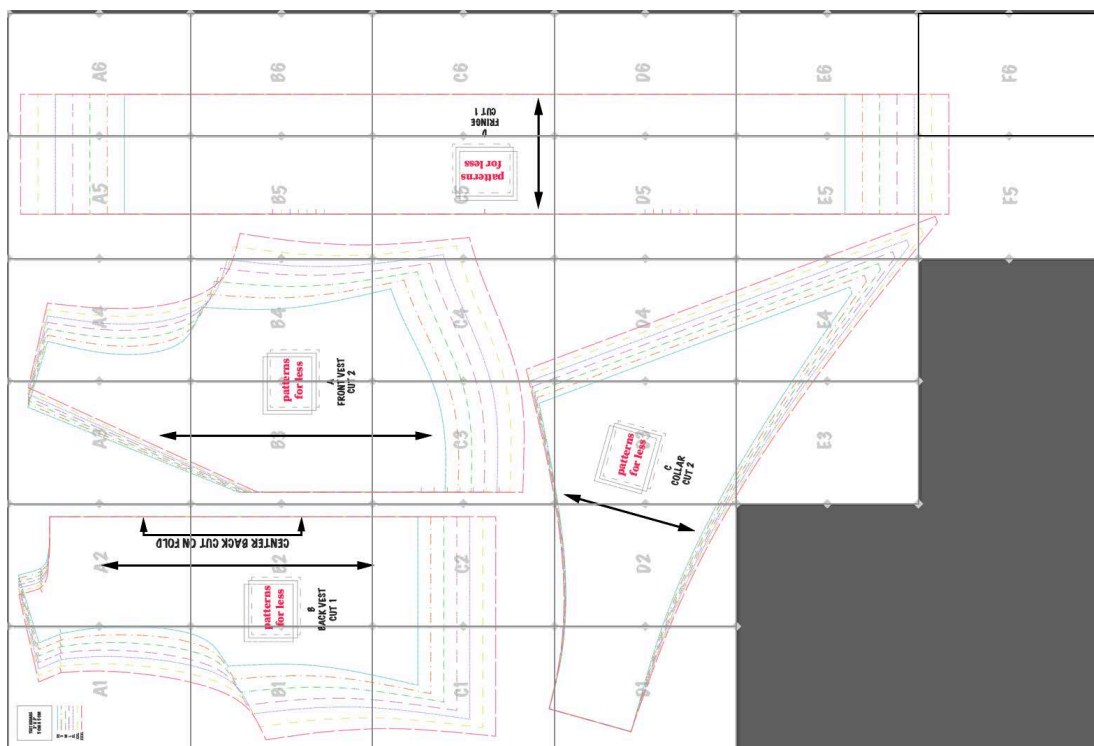 A6
B6
C6
D6
E6
F6
D
FRINGE
CUT 1
patterns
for less
A5
B5
C5
D5
E5
F5
A4
B4
C4
D4
E4
patterns
for less
A
FRONT VEST
CUT 2
A3
B3
C3
E3
patterns
for less
C
COLLAR
CUT 2
CENTER BACK CUT ON FOLD
A2
B2
C2
D2
patterns
for less
B
BACK VEST
CUT 1
A1
B1
C1
D1